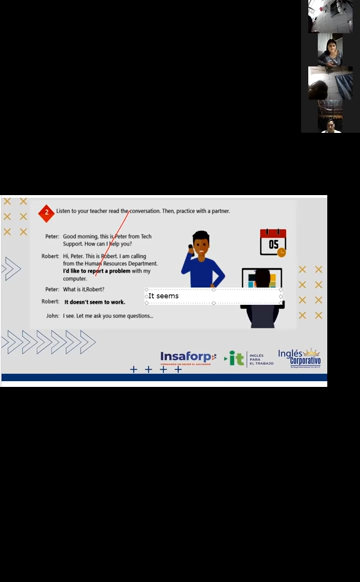 2 Listen to your teacher read the conversation. Then, practice with a partner.
Peter: Good morning, this is Peter from Tech
Support. How can I help you?
Robert: Hi, Peter. This is Robert. I am calling
from the Human Resources Department.
I'd like to report a problem with my
computer.
Peter: What is it,Robert?
Robert: It doesn't seem to work.
John: I see. Let me ask you some questions...
05
It seems
Insaforp
it
INGLÉS
PARA
EL TRABAJO
Inglés
Corporativo